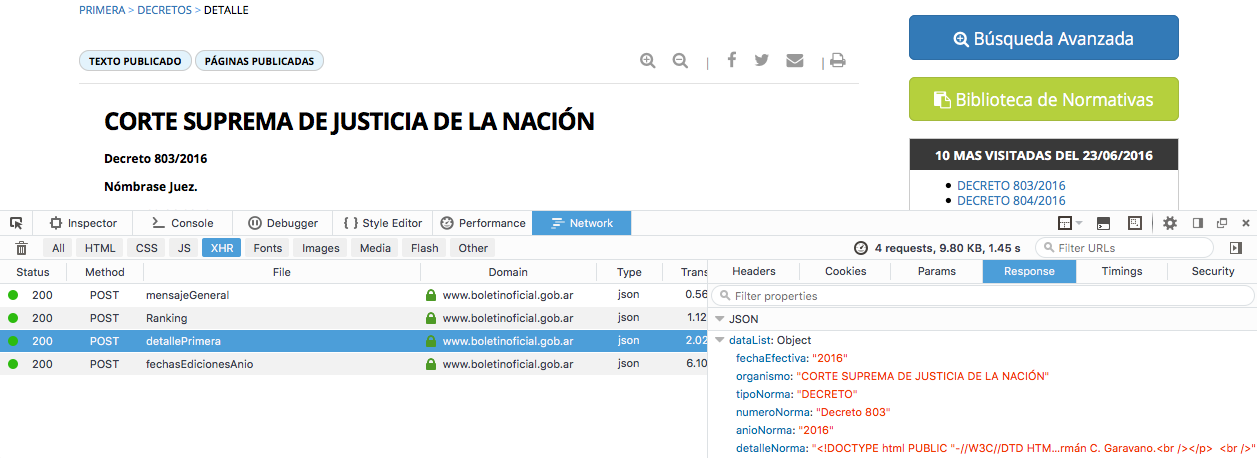 PRIMERA > DECRETOS > DETALLE
TEXTO PUBLICADO
PÁGINAS PUBLICADAS
CORTE SUPREMA DE JUSTICIA DE LA NACIÓN
Decreto 803/2016
Nómbrase Juez.
Búsqueda Avanzada
Biblioteca de Normativas
10 MAS VISITADAS DEL 23/06/2016
DECRETO 803/2016
DECRETO 804/2016
Inspector Console Debugger { } Style Editor Performance Network
All HTML CSS JS XHR Fonts Images Media Flash Other
4 requests, 9.80 KB, 1.45 s
Filter URLs
Status Method File Domain Type Trans
200 POST mensajeGeneral www.boletinoficial.gob.ar json 0.56
200 POST Ranking www.boletinoficial.gob.ar json 1.12
200 POST detallePrimera www.boletinoficial.gob.ar json 2.02
200 POST fechasEdicionesAnio www.boletinoficial.gob.ar json 6.10
Headers Cookies Params Response Timings Security
Filter properties
JSON
dataList: Object
fechaEfectiva: "2016"
organismo: "CORTE SUPREMA DE JUSTICIA DE LA NACIÓN"
tipoNorma: "DECRETO"
numeroNorma: "Decreto 803"
anioNorma: "2016"
detalleNorma: "<!DOCTYPE html PUBLIC "-//W3C//DTD HTM…rmán C. Garavano.<br /></p> <br />"